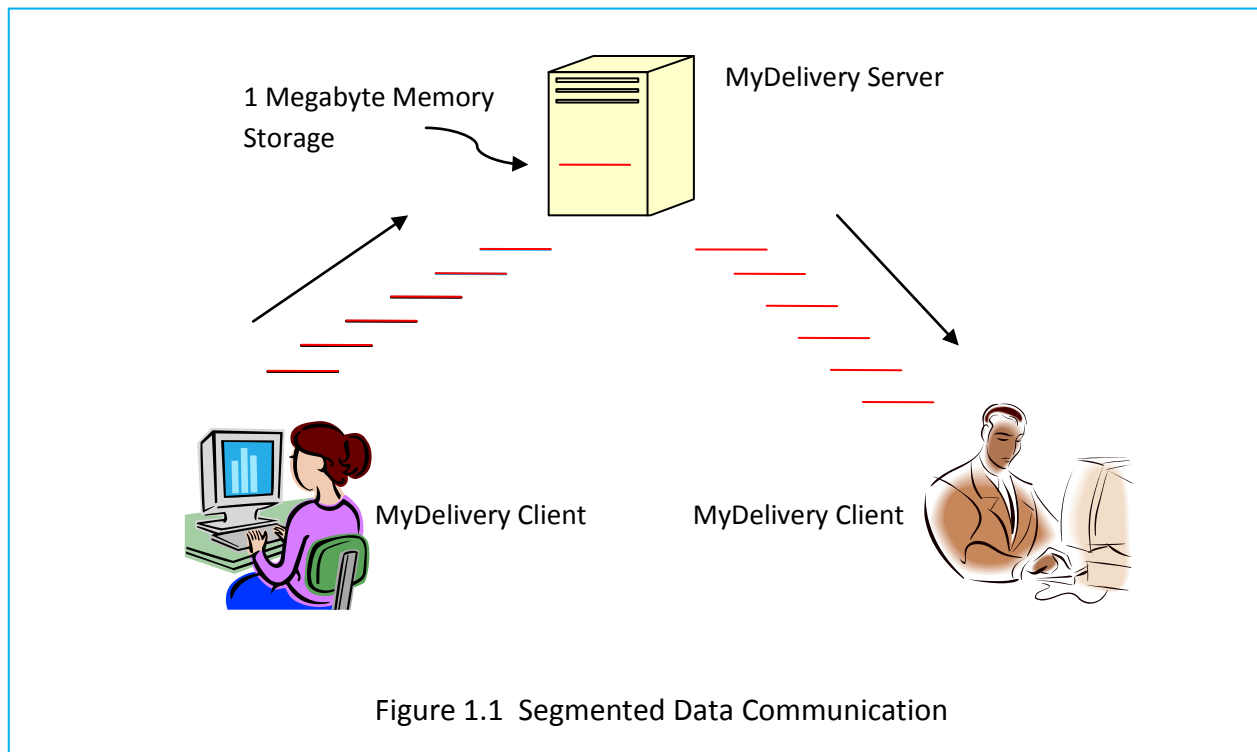 MyDelivery Server
1 Megabyte Memory
Storage
MyDelivery Client
MyDelivery Client
Figure 1.1  Segmented Data Communication